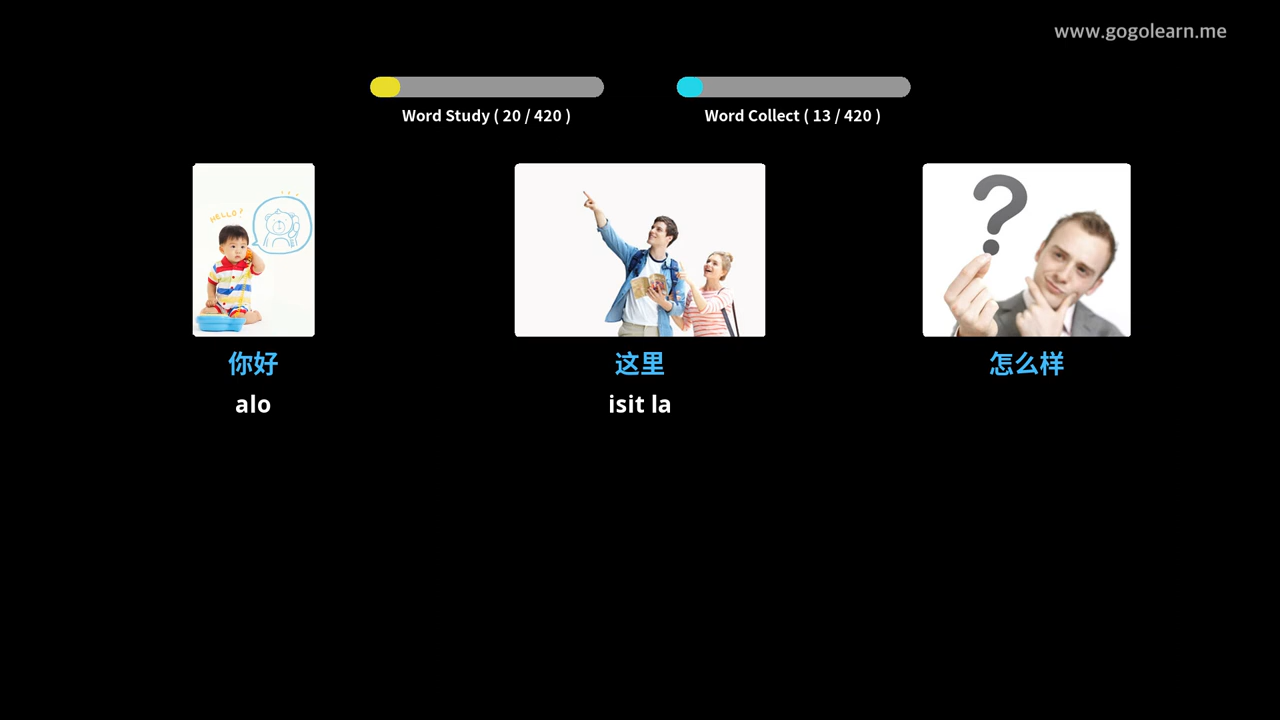 www.gogolearn.me
Word Study ( 20 / 420 )
Word Collect ( 13 / 420 )
HELLO?
你好
这里
怎么样
alo
isit la